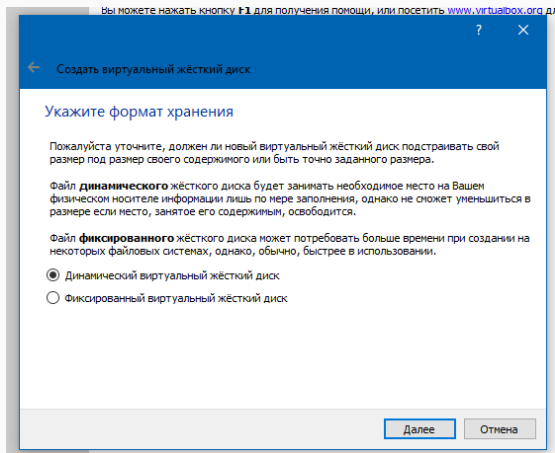 Вы можете нажать кнопку F1 для получения помощи, или посетить www.virtualbox.org дл
?
Создать виртуальный жёсткий диск
Укажите формат хранения
Пожалуйста уточните, должен ли новый виртуальный жёсткий диск подстраивать свой
размер под размер своего содержимого или быть точно заданного размера.
Файл динамического жёсткого диска будет занимать необходимое место на Вашем
физическом носителе информации лишь по мере заполнения, однако не сможет уменьшиться в
размере если место, занятое его содержимым, освободится.
Файл фиксированного жёсткого диска может потребовать больше времени при создании на
некоторых файловых системах, однако, обычно, быстрее в использовании.
Динамический виртуальный жёсткий диск
Фиксированный виртуальный жёсткий диск
Далее
Отмена